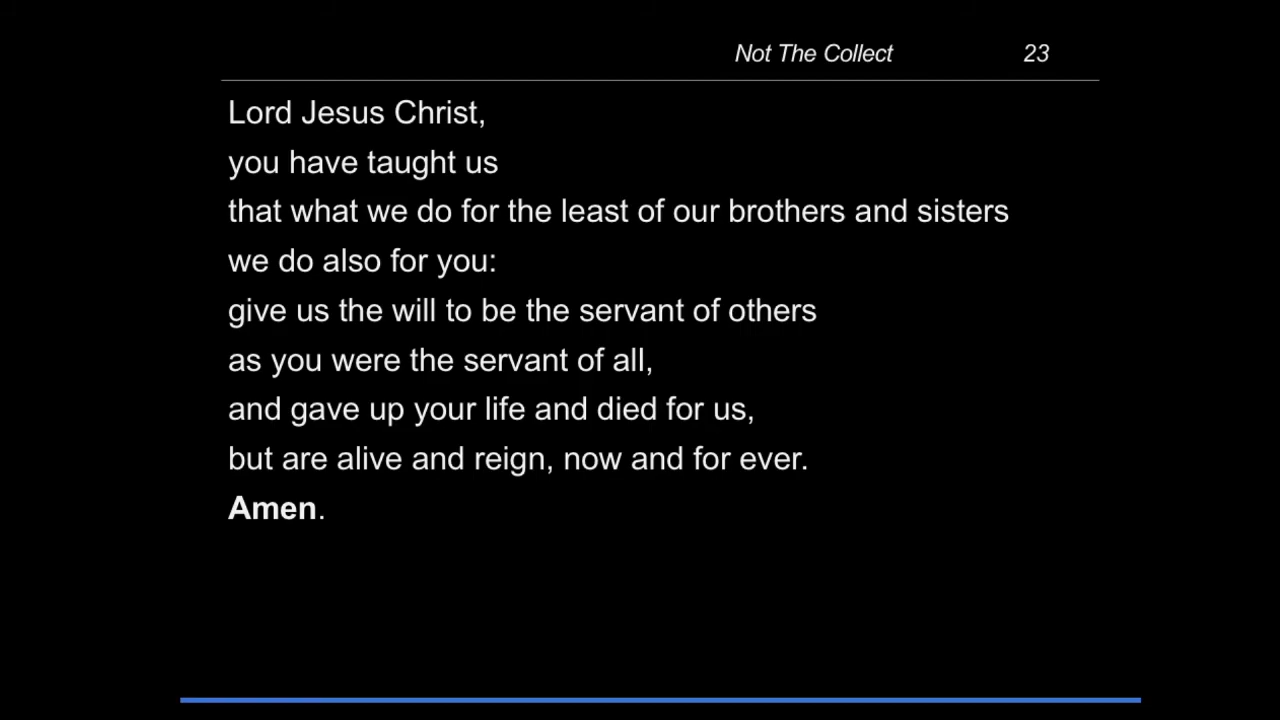 Not The Collect 23
Lord Jesus Christ,
you have taught us
that what we do for the least of our brothers and sisters
we do also for you:
give us the will to be the servant of others
as you were the servant of all,
and gave up your life and died for us,
but are alive and reign, now and for ever.
Amen.